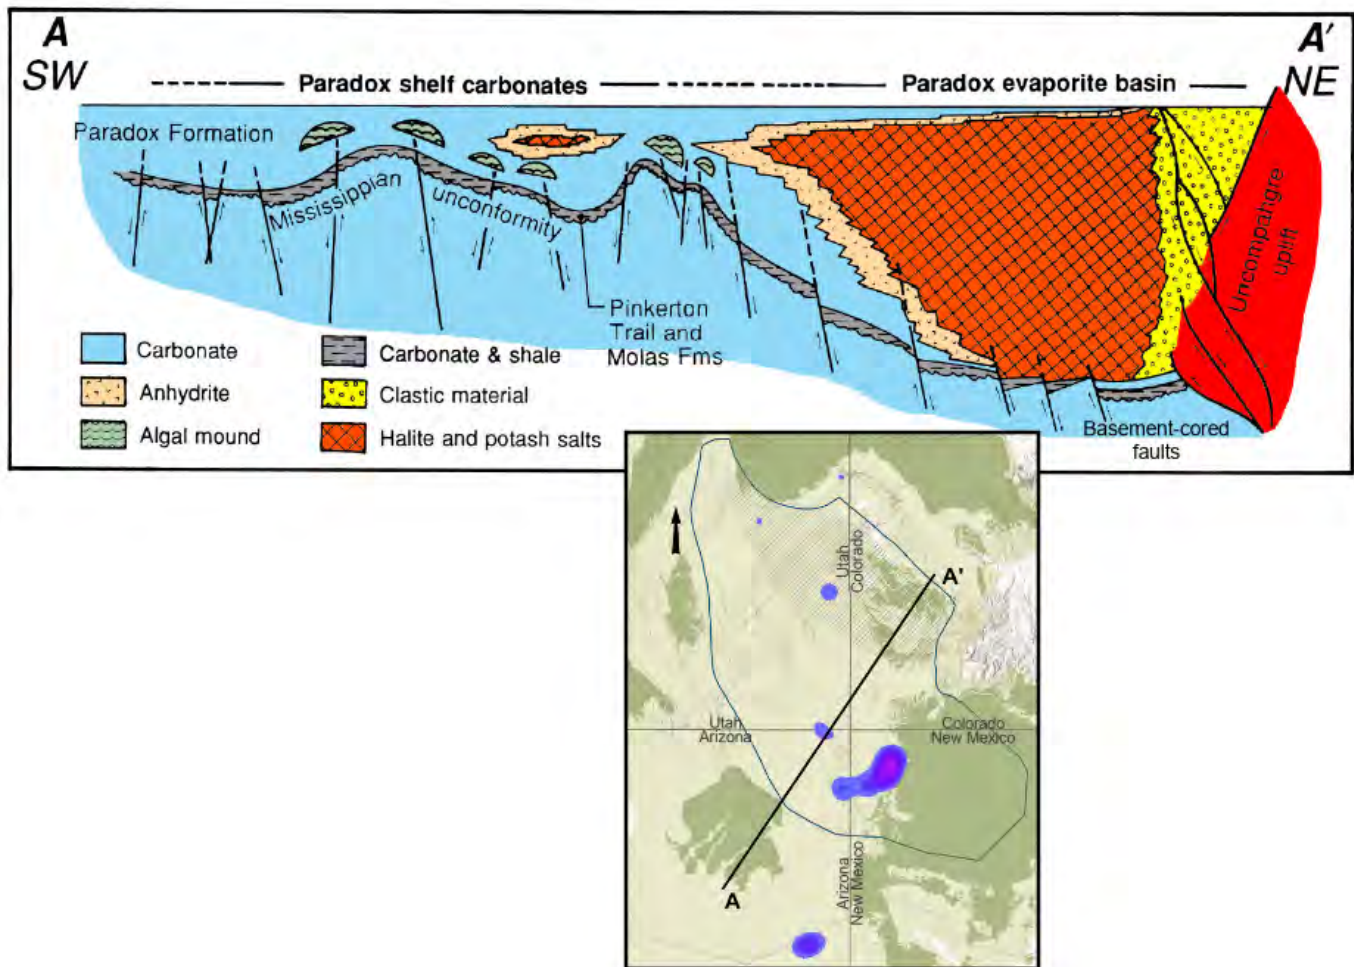 A
SW
A'
NE
Paradox shelf carbonates
Paradox evaporite basin
Paradox Formation
Mississippian
unconformity
Uncompahgre
uplift
Pinkerton
Trail and
Molas Fms
Carbonate
Carbonate & shale
Anhydrite
Clastic material
Algal mound
Halite and potash salts
Basement-cored
faults
Utah
Colorado
A'
Utah
Arizona
Colorado
New Mexico
A
Arizona
New Mexico